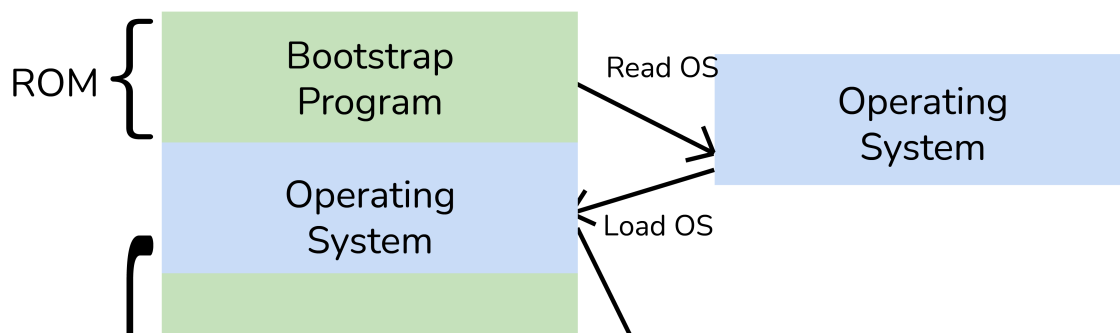 Bootstrap
Program
ROM
Read OS
Operating
System
Operating
System
Load OS